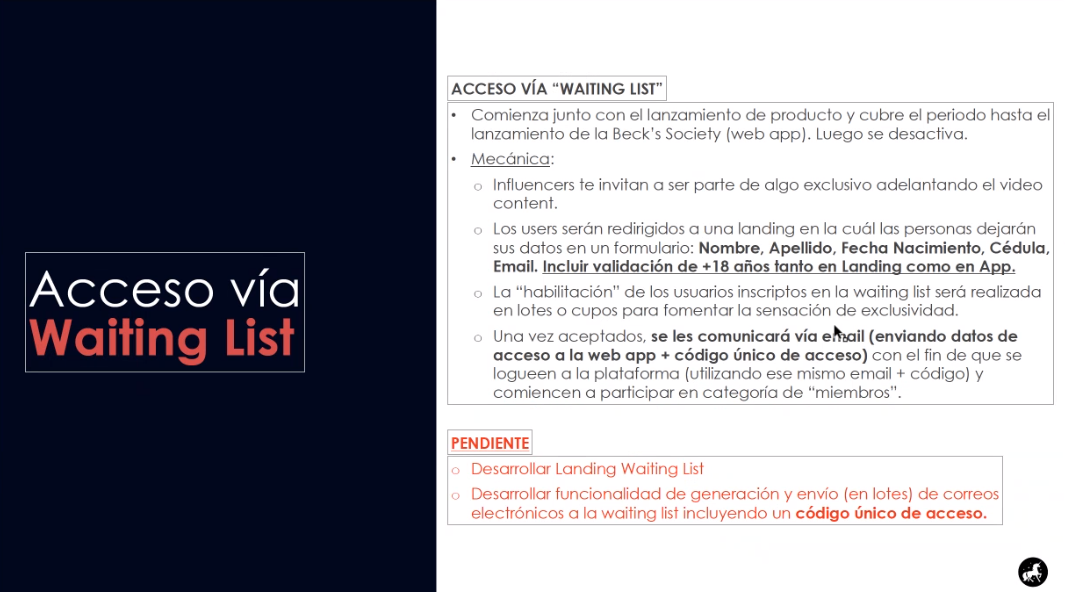 Acceso vía
Waiting List
ACCESO VÍA “WAITING LIST”
• Comienza junto con el lanzamiento de producto y cubre el periodo hasta el
lanzamiento de la Beck’s Society (web app). Luego se desactiva.
• Mecánica:
o Influencers te invitan a ser parte de algo exclusivo adelantando el video
content.
o Los users serán redirigidos a una landing en la cuál las personas dejarán
sus datos en un formulario: Nombre, Apellido, Fecha Nacimiento, Cédula,
Email. Incluir validación de +18 años tanto en Landing como en App.
o La “habilitación” de los usuarios inscriptos en la waiting list será realizada
en lotes o cupos para fomentar la sensación de exclusividad.
o Una vez aceptados, se les comunicará vía email (enviando datos de
acceso a la web app + código único de acceso) con el fin de que se
logueen a la plataforma (utilizando ese mismo email + código) y
comiencen a participar en categoría de “miembros”.
PENDIENTE
o Desarrollar Landing Waiting List
o Desarrollar funcionalidad de generación y envío (en lotes) de correos
electrónicos a la waiting list incluyendo un código único de acceso.